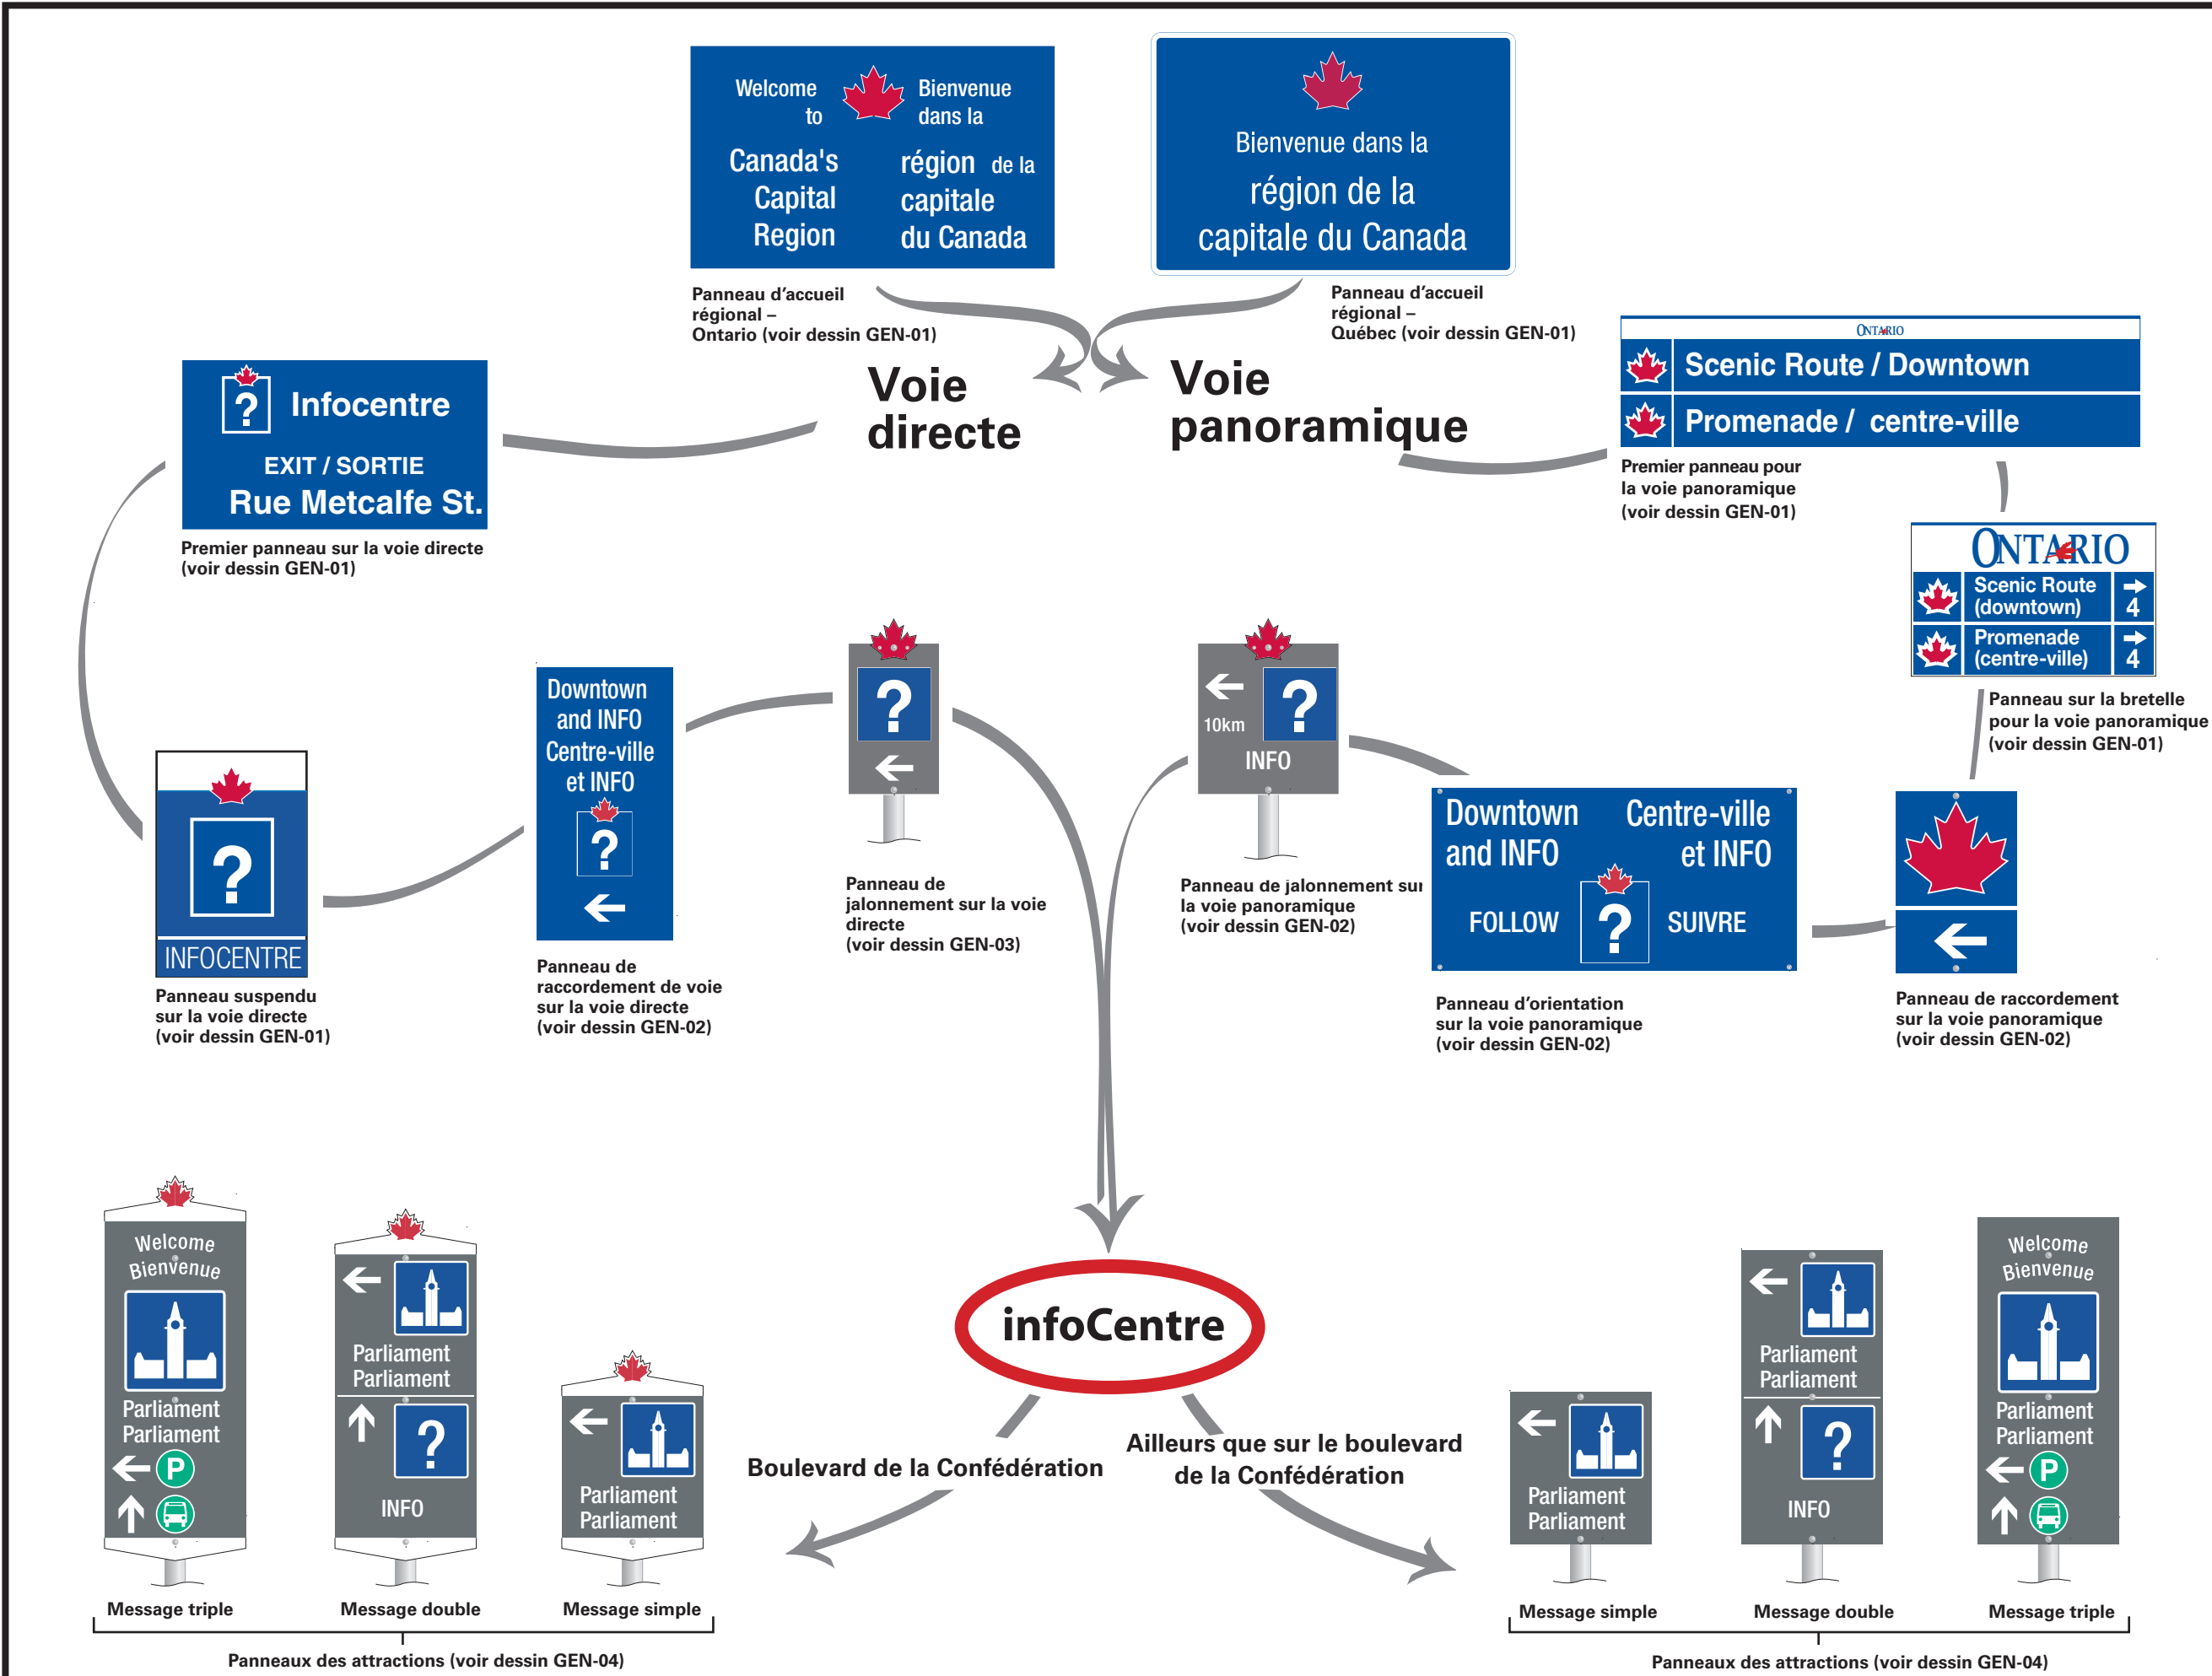 Welcome
to
Canada's
Capital
Region
Bienvenue
dans la
région de la
capitale
du Canada
Panneau d'accueil
régional –
Ontario (voir dessin GEN-01)
Bienvenue dans la
région de la
capitale du Canada
Panneau d'accueil
régional –
Québec (voir dessin GEN-01)
Voie
directe
Voie
panoramique
? Infocentre
EXIT / SORTIE
Rue Metcalfe St.
Premier panneau sur la voie directe
(voir dessin GEN-01)
ONTARIO
Scenic Route / Downtown
Promenade / centre-ville
Premier panneau pour
la voie panoramique
(voir dessin GEN-01)
ONTARIO
Scenic Route
(downtown)
4
Promenade
(centre-ville)
4
Panneau sur la bretelle
pour la voie panoramique
(voir dessin GEN-01)
?
INFOCENTRE
Panneau suspendu
sur la voie directe
(voir dessin GEN-01)
Downtown
and INFO
Centre-ville
et INFO
?
Panneau de
raccordement de voie
sur la voie directe
(voir dessin GEN-02)
?
Panneau de
jalonnement sur la voie
directe
(voir dessin GEN-03)
?
10km
INFO
Panneau de jalonnement sur
la voie panoramique
(voir dessin GEN-02)
Downtown
and INFO
Centre-ville
et INFO
FOLLOW ? SUIVRE
Panneau d'orientation
sur la voie panoramique
(voir dessin GEN-02)
Panneau de raccordement
sur la voie panoramique
(voir dessin GEN-02)
infoCentre
Boulevard de la Confédération
Ailleurs que sur le boulevard
de la Confédération
Welcome
Bienvenue
Parliament
Parliament
P
Message triple
Parliament
Parliament
?
INFO
Message double
Parliament
Parliament
Message simple
Panneaux des attractions (voir dessin GEN-04)
Parliament
Parliament
Message simple
Parliament
Parliament
?
INFO
Message double
Welcome
Bienvenue
Parliament
Parliament
P
Message triple
Panneaux des attractions (voir dessin GEN-04)